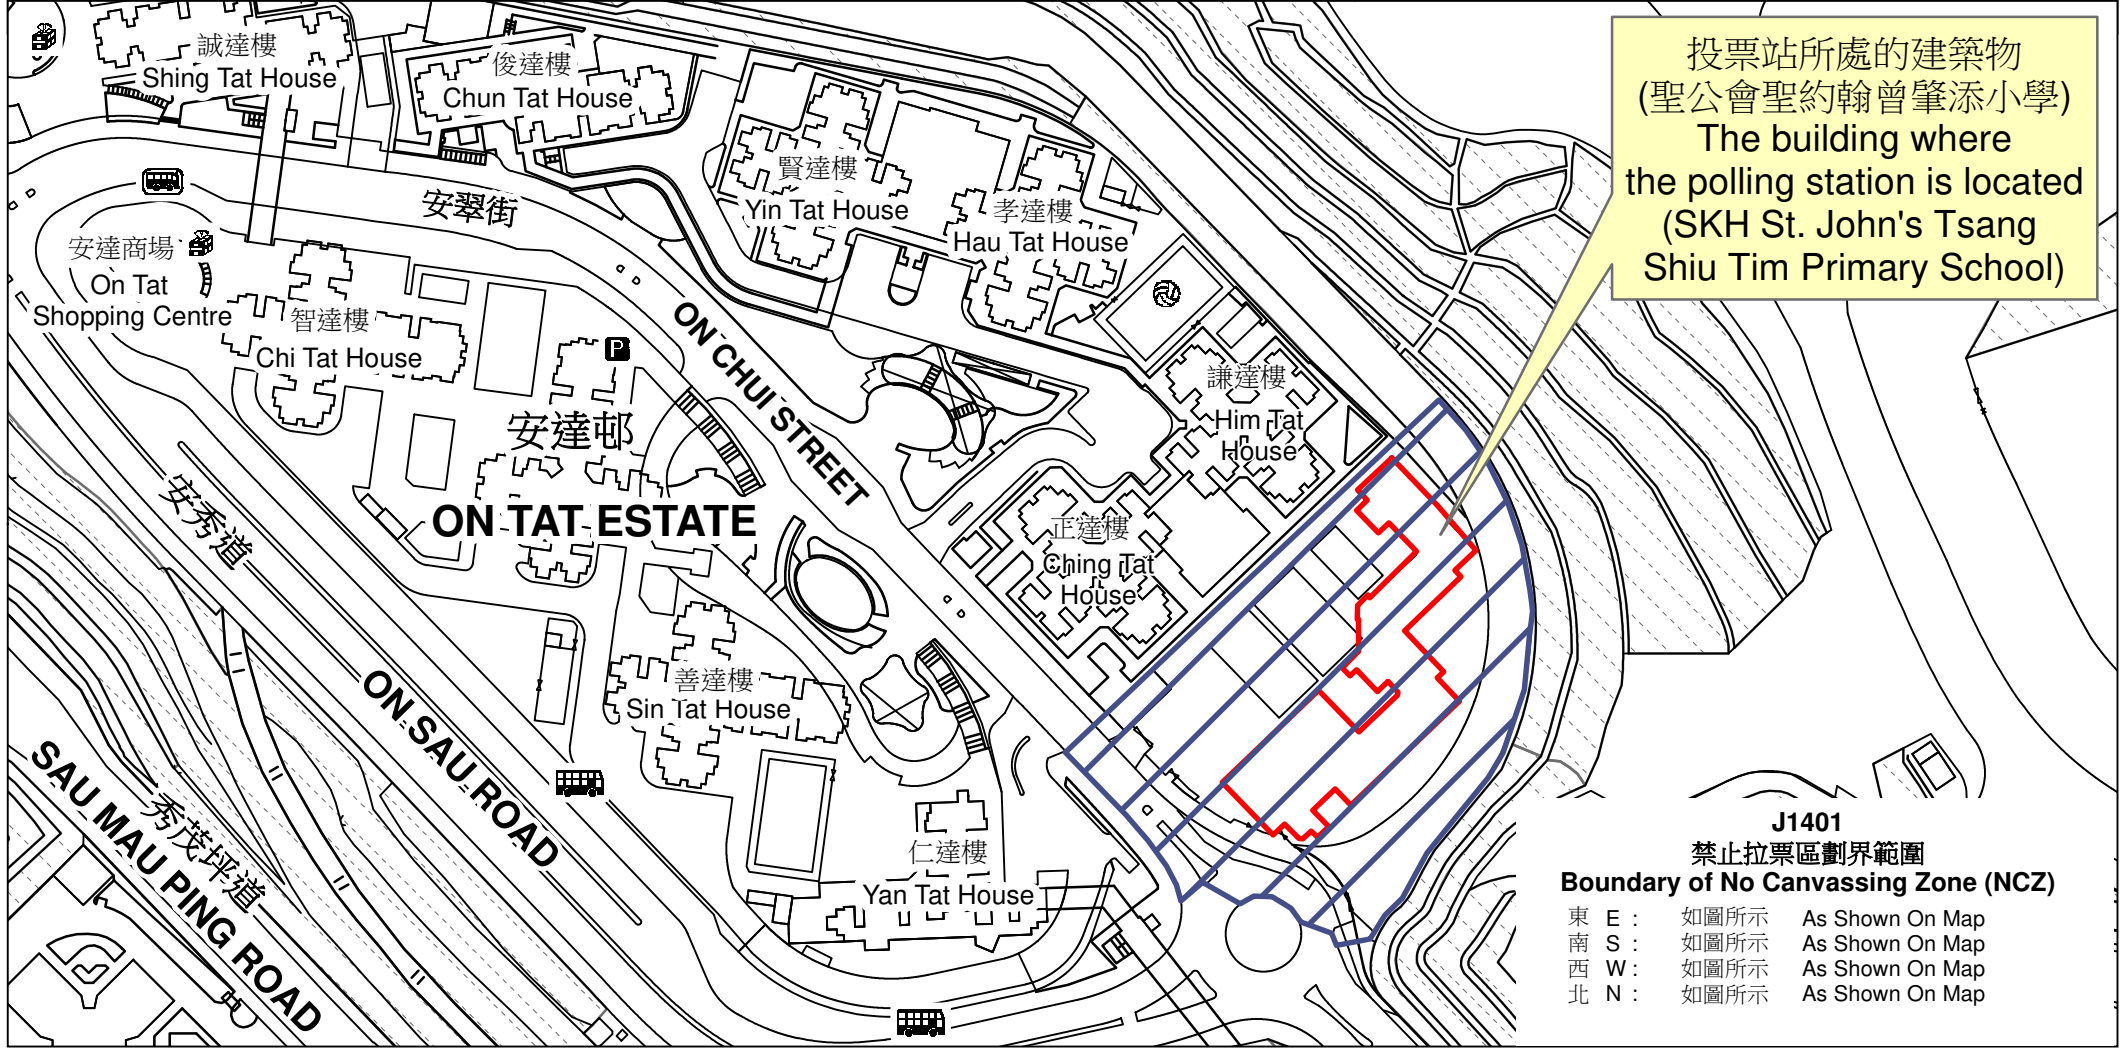 誠達樓
Shing Tat House
俊達樓
Chun Tat House
投票站所處的建築物
(聖公會聖約翰曾肇添小學)
The building where
the polling station is located
(SKH St. John's Tsang
Shiu Tim Primary School)
賢達樓
Yin Tat House
孝達樓
Hau Tat House
安翠街
ON CHUI STREET
安達商場
On Tat
Shopping Centre
智達樓
Chi Tat House
P
謙達樓
Him Tat
House
安達邨
ON TAT ESTATE
正達樓
Ching Tat
House
安秀道
ON SAU ROAD
善達樓
Sin Tat House
秀茂坪道
SAU MAU PING ROAD
仁達樓
Yan Tat House
J1401
禁止拉票區劃界範圍
Boundary of No Canvassing Zone (NCZ)
東 E : 如圖所示 As Shown On Map
南 S : 如圖所示 As Shown On Map
西 W : 如圖所示 As Shown On Map
北 N : 如圖所示 As Shown On Map